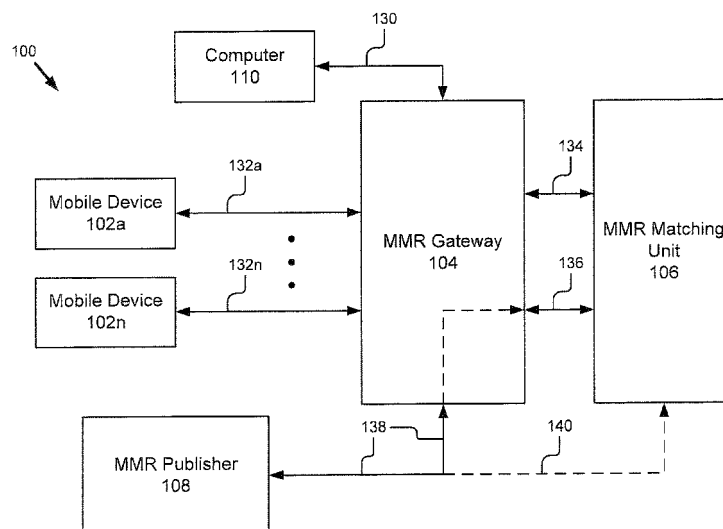 100
130
Computer
110
132a
134
Mobile Device
102a
MMR Gateway
104
MMR Matching
Unit
106
132n
136
Mobile Device
102n
138
140
MMR Publisher
108